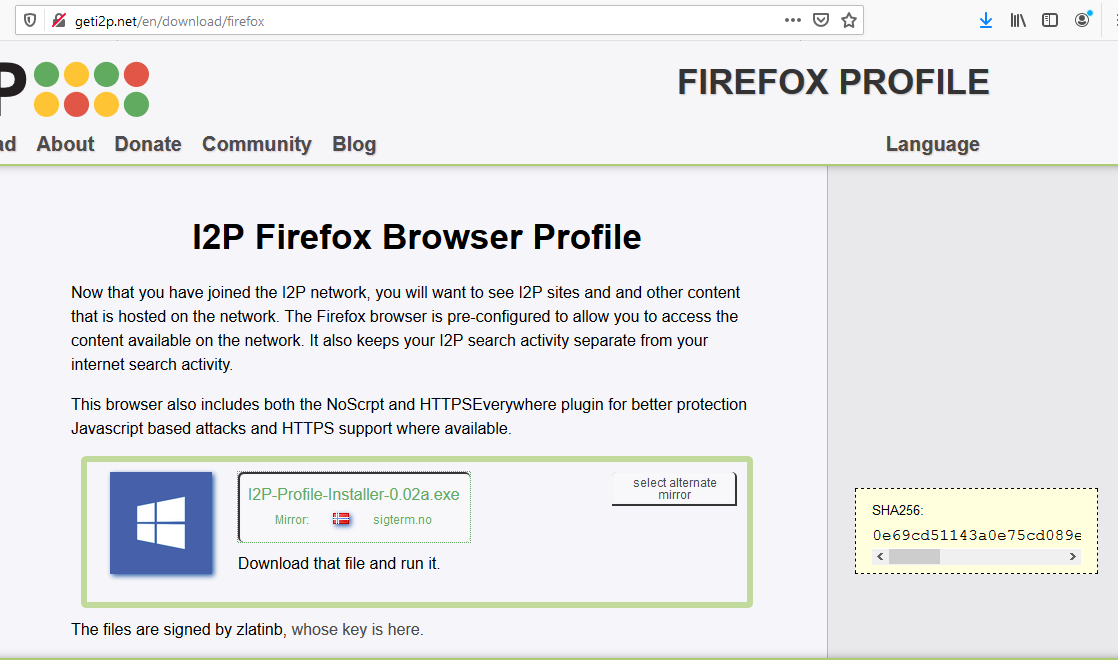 geti2p.net/en/download/firefox
P
FIREFOX PROFILE
ad About Donate Community Blog Language
I2P Firefox Browser Profile
Now that you have joined the I2P network, you will want to see I2P sites and and other content
that is hosted on the network. The Firefox browser is pre-configured to allow you to access the
content available on the network. It also keeps your I2P search activity separate from your
internet search activity.
This browser also includes both the NoScrpt and HTTPSEverywhere plugin for better protection
Javascript based attacks and HTTPS support where available.
I2P-Profile-Installer-0.02a.exe
Mirror: sigterm.no
select alternate
mirror
Download that file and run it.
The files are signed by zlatinb, whose key is here.
SHA256:
0e69cd51143a0e75cd089e